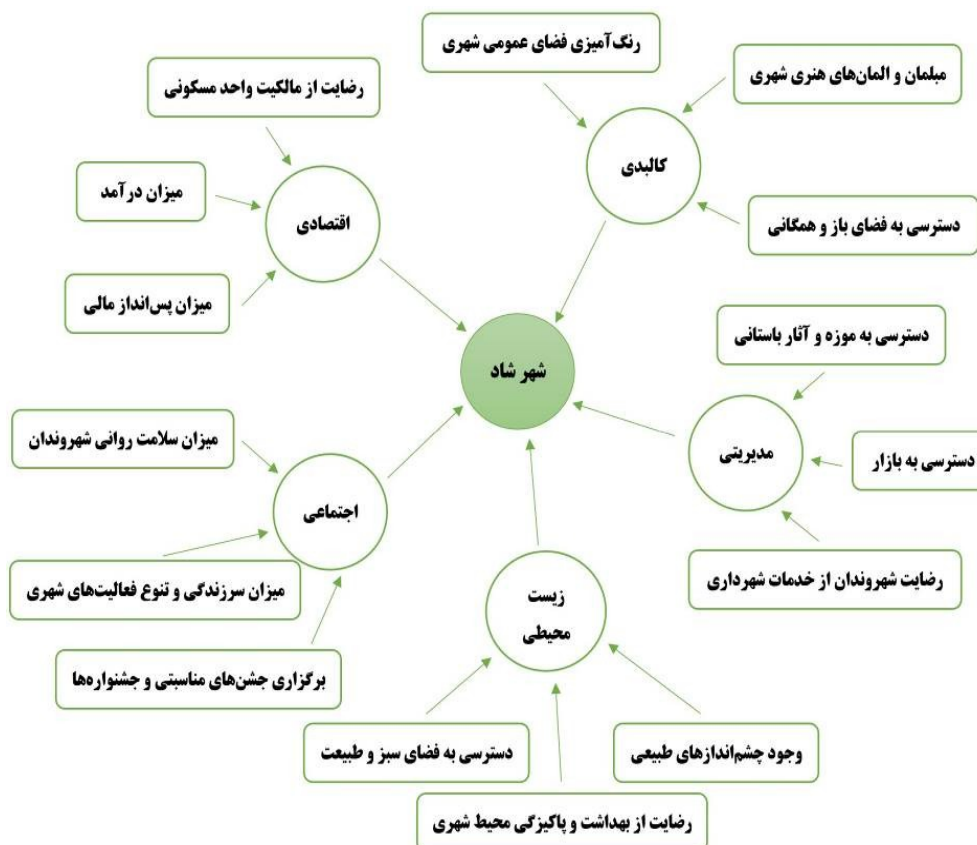 رنگ‌آمیزی فضای عمومی شهری
مبلمان و المان‌های هنری شهری
رضایت از مالکیت واحد مسکونی
کالبدی
میزان درآمد
اقتصادی
دسترسی به فضای باز و همگانی
میزان پس‌انداز مالی
دسترسی به موزه و آثار باستانی
شهر شاد
میزان سلامت روانی شهروندان
مدیریتی
دسترسی به بازار
اجتماعی
میزان سرزندگی و تنوع فعالیت‌های شهری
زیست
محیطی
رضایت شهروندان از خدمات شهرداری
برگزاری جشن‌های مناسبتی و جشنواره‌ها
وجود چشم‌اندازهای طبیعی
دسترسی به فضای سبز و طبیعت
رضایت از بهداشت و پاکیزگی محیط شهری